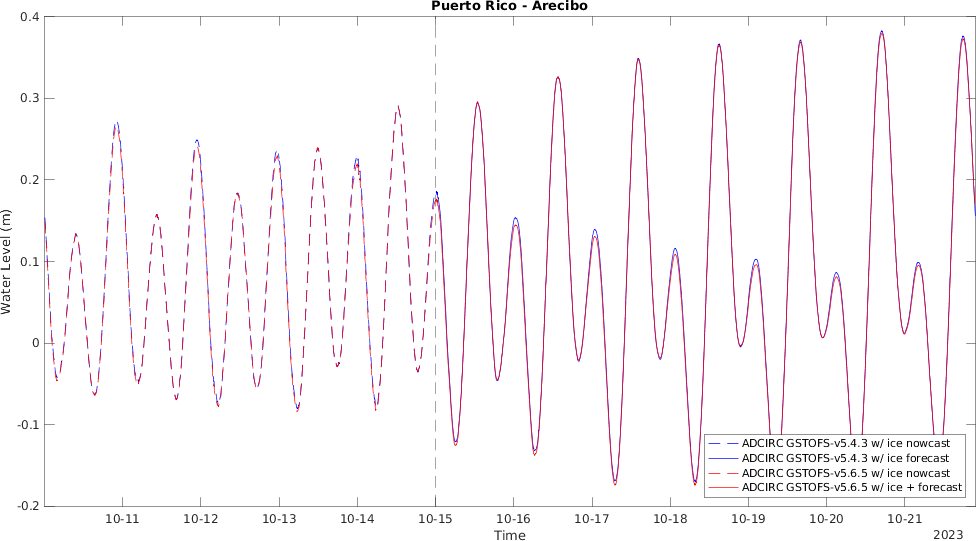 Puerto Rico - Arecibo
0.4
0.3
0.2
0.1
0
-0.1
-0.2
Water Level (m)
10-11 10-12 10-13 10-14 10-15 10-16 10-17 10-18 10-19 10-20 10-21
Time
2023
ADCIRC GSTOFS-v5.4.3 w/ ice nowcast
ADCIRC GSTOFS-v5.4.3 w/ ice forecast
ADCIRC GSTOFS-v5.6.5 w/ ice nowcast
ADCIRC GSTOFS-v5.6.5 w/ ice + forecast